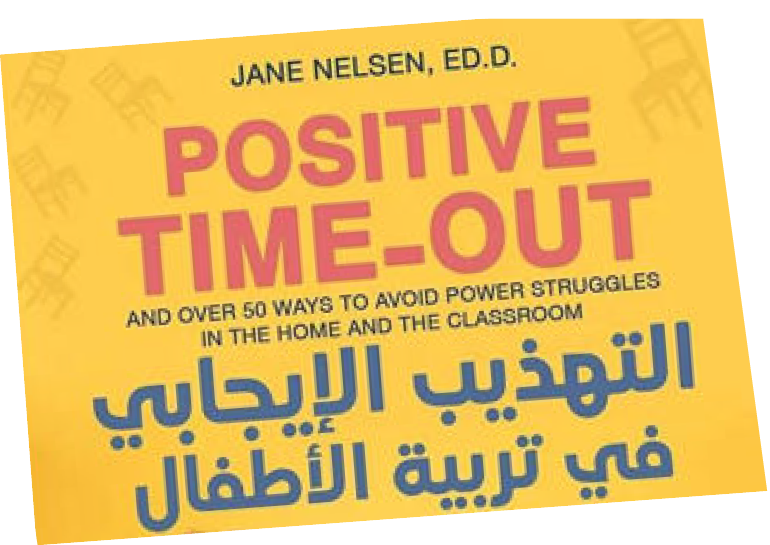 JANE NELSEN, ED.D.
POSITIVE
TIME-OUT
AND OVER 50 WAYS TO AVOID POWER STRUGGLES
IN THE HOME AND THE CLASSROOM
التهذيب الإيجابي
في تربية الأطفال